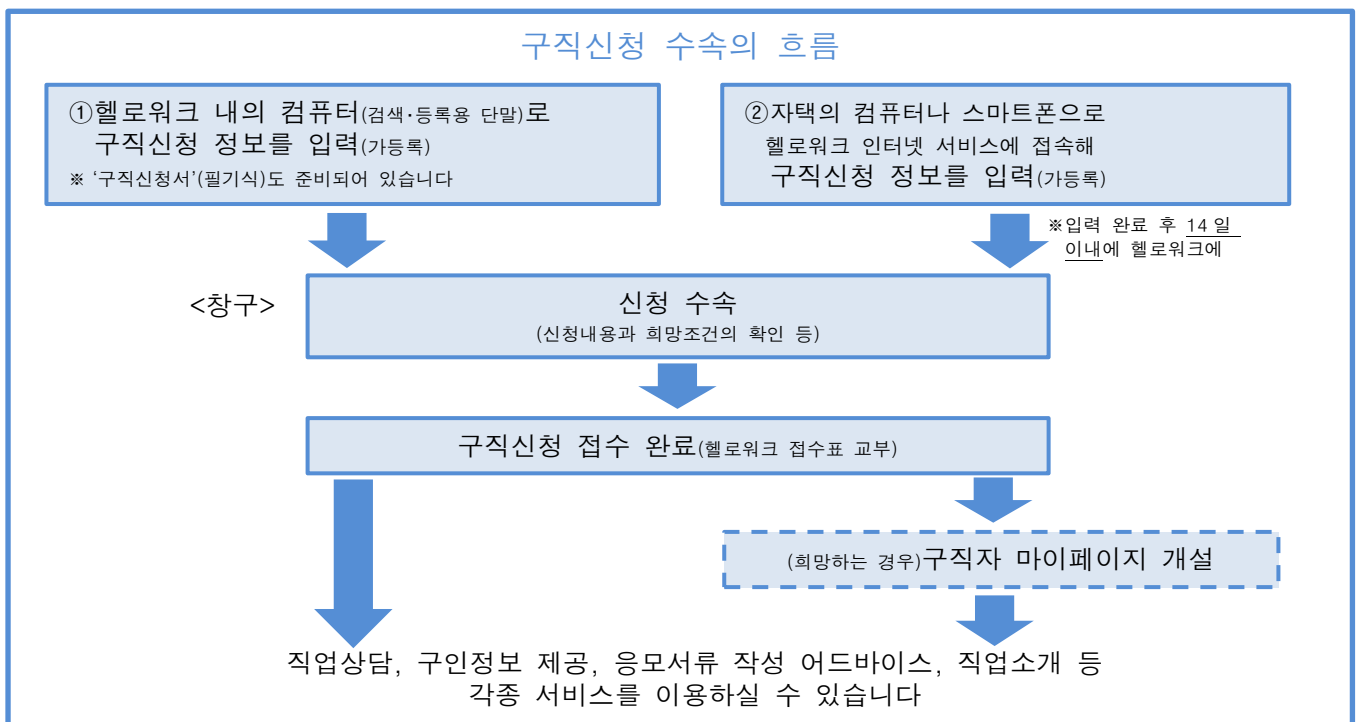 구직신청 수속의 흐름
①헬로워크 내의 컴퓨터(검색·등록용 단말)로
구직신청 정보를 입력(가등록)
※ ‘구직신청서’(필기식)도 준비되어 있습니다
②자택의 컴퓨터나 스마트폰으로
헬로워크 인터넷 서비스에 접속해
구직신청 정보를 입력(가등록)
※입력 완료 후 14일
이내에 헬로워크에
<창구>
신청 수속
(신청내용과 희망조건의 확인 등)
구직신청 접수 완료(헬로워크 접수표 교부)
(희망하는 경우)구직자 마이페이지 개설
직업상담, 구인정보 제공, 응모서류 작성 어드바이스, 직업소개 등
각종 서비스를 이용하실 수 있습니다